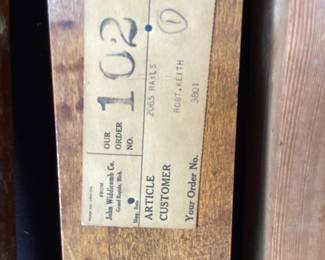 FROM
John Widdicomb Co.
Grand Rapids, Mich.
OUR
ORDER
NO.
102
ARTICLE 2065 RAILS
CUSTOMER ROBT. KEITH
Your Order No. 3801
1